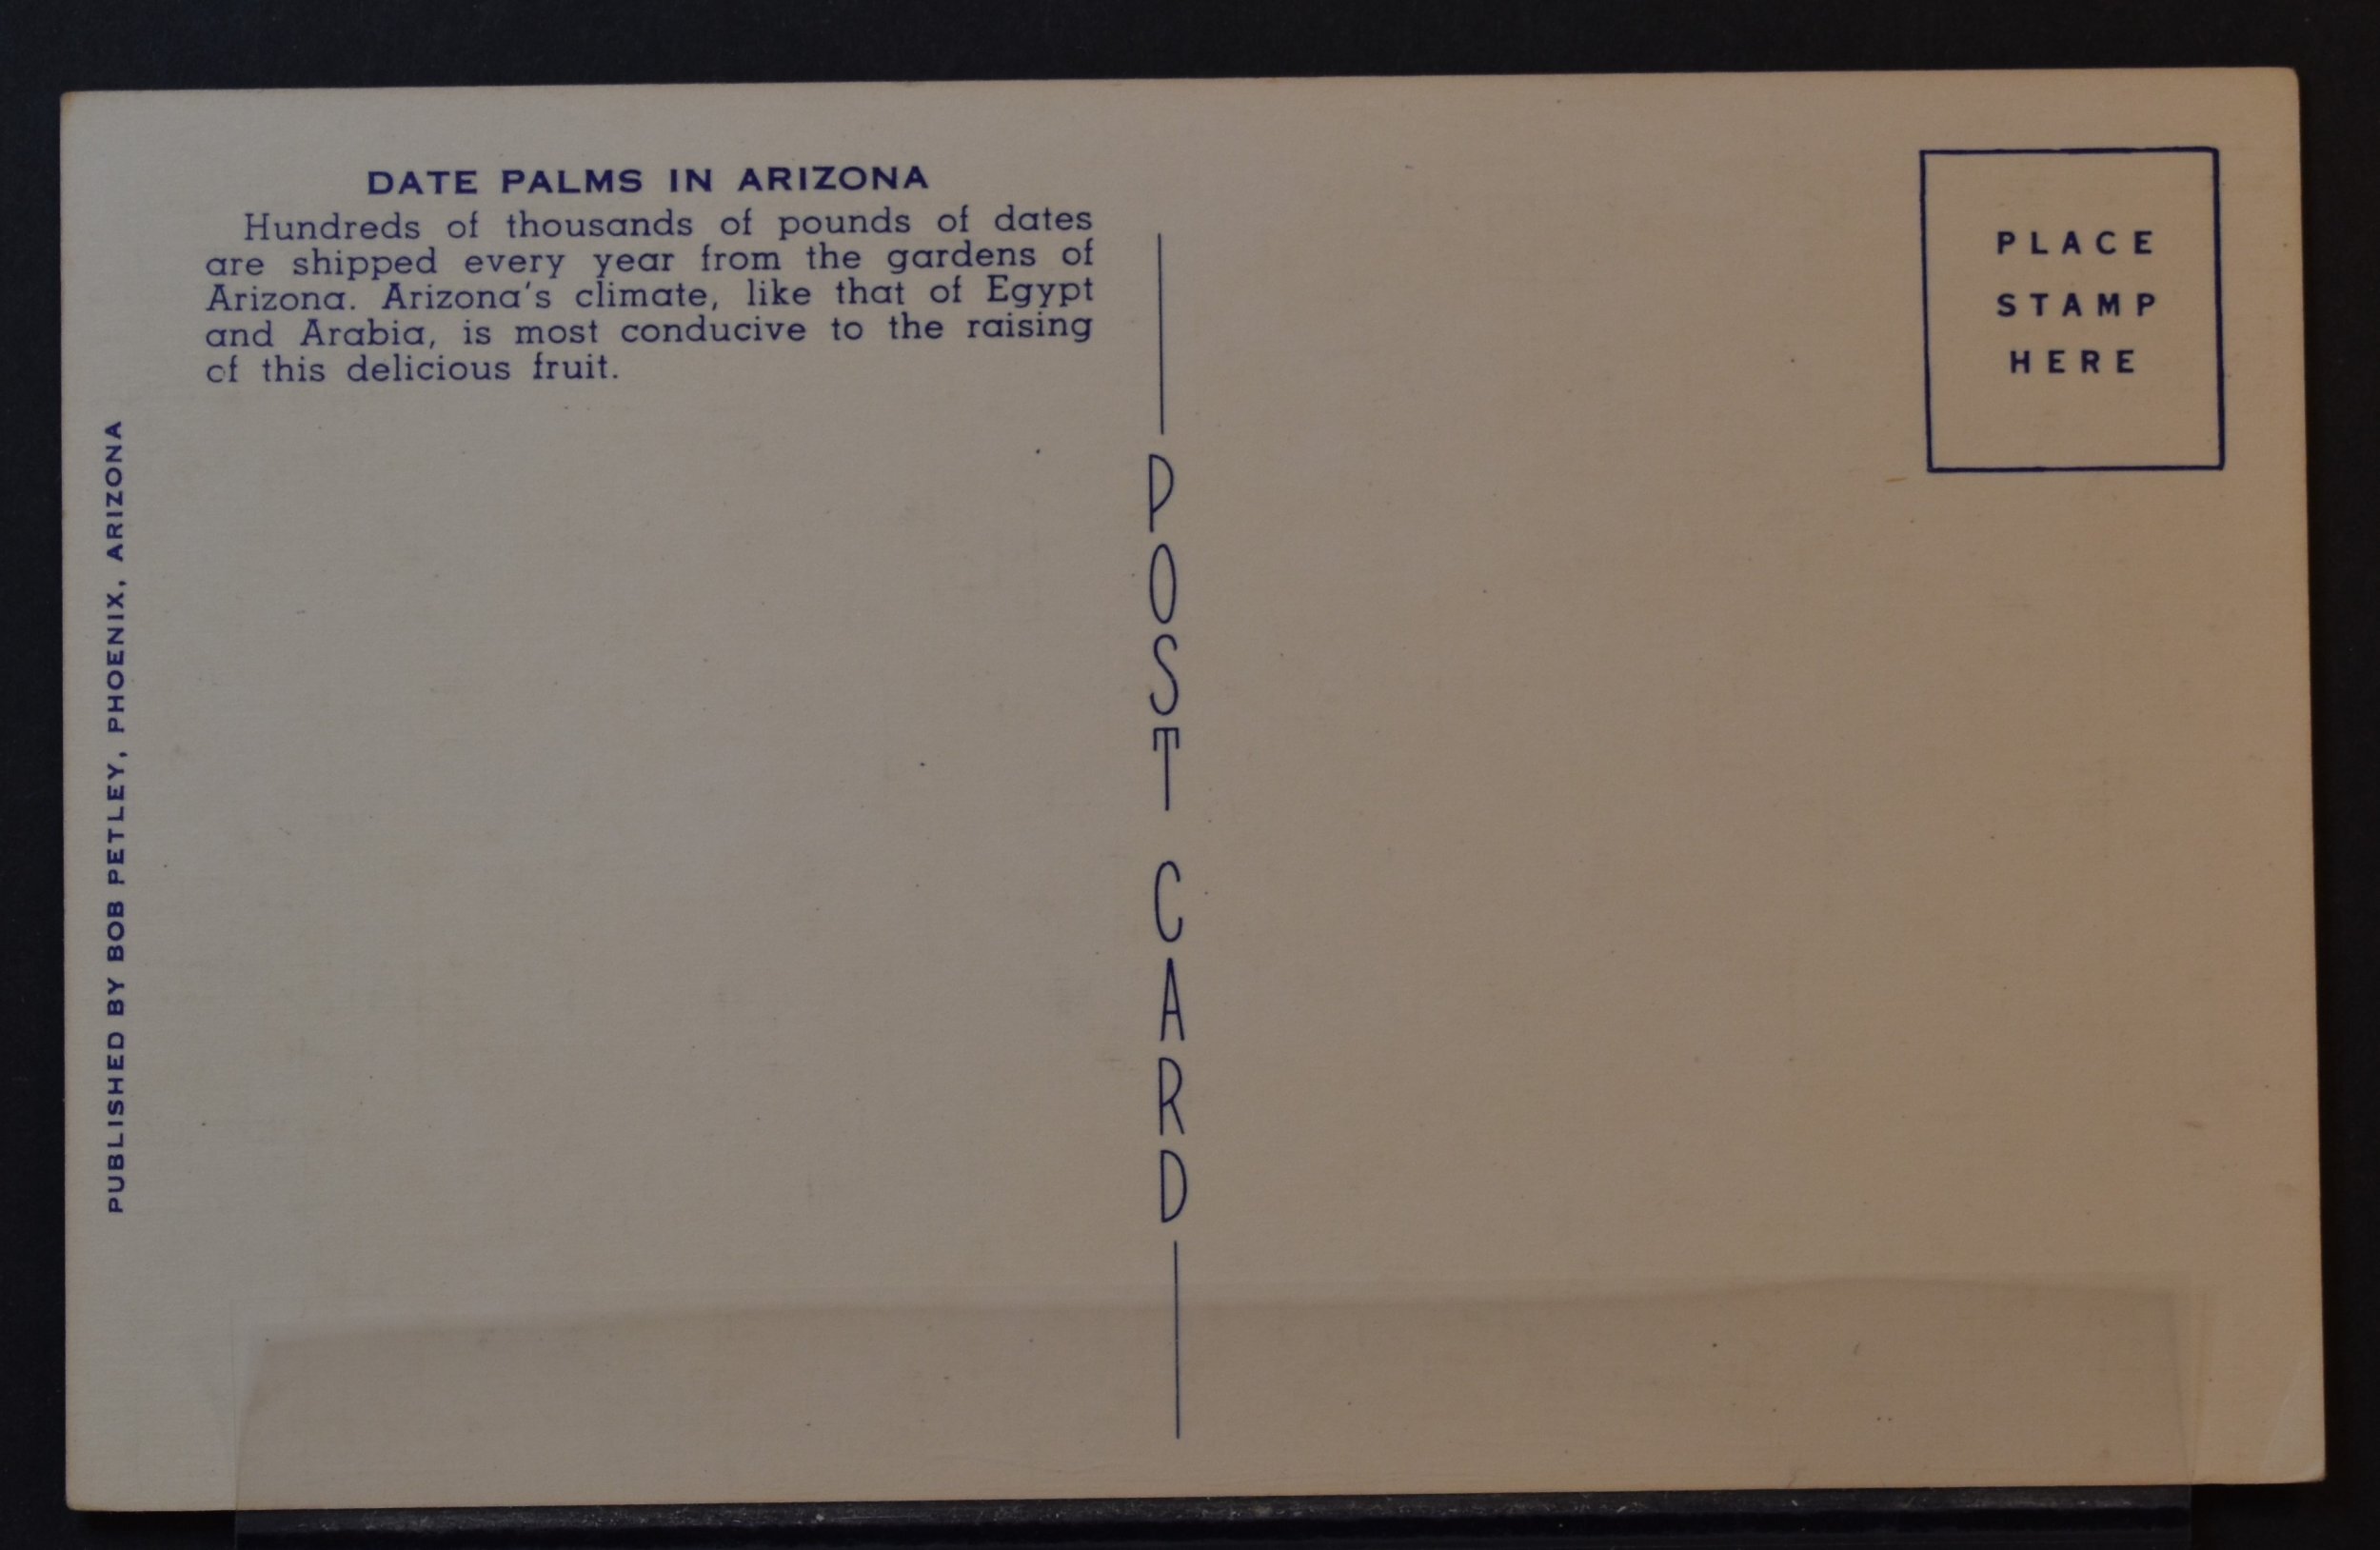 DATE PALMS IN ARIZONA
Hundreds of thousands of pounds of dates
are shipped every year from the gardens of
Arizona. Arizona's climate, like that of Egypt
and Arabia, is most conducive to the raising
of this delicious fruit.
PUBLISHED BY BOB PETLEY, PHOENIX, ARIZONA
POST CARD
PLACE
STAMP
HERE